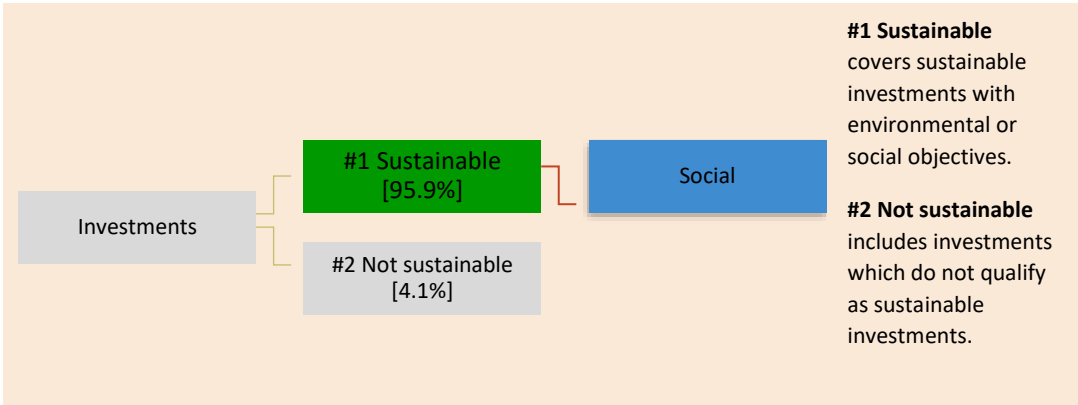 Investments
#1 Sustainable
[95.9%]
#2 Not sustainable
[4.1%]
Social
#1 Sustainable
covers sustainable
investments with
environmental or
social objectives.
#2 Not sustainable
includes investments
which do not qualify
as sustainable
investments.